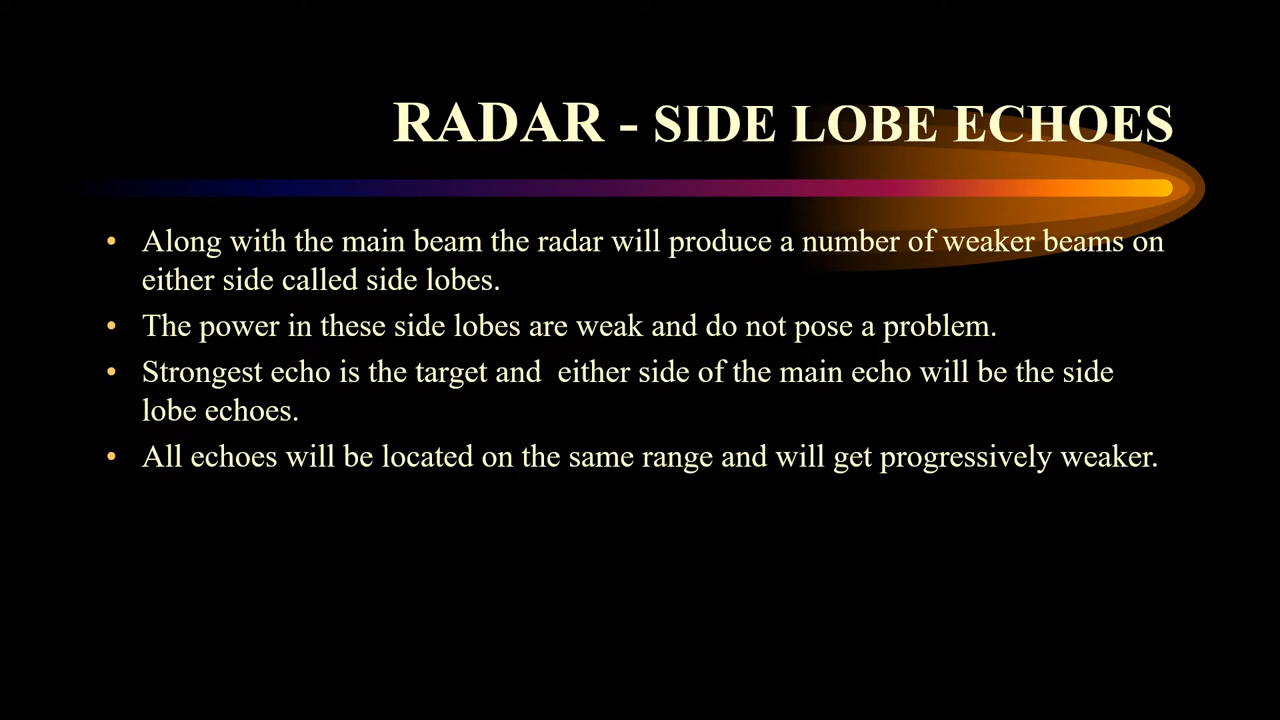 RADAR - SIDE LOBE ECHOES
• Along with the main beam the radar will produce a number of weaker beams on
either side called side lobes.
• The power in these side lobes are weak and do not pose a problem.
• Strongest echo is the target and  either side of the main echo will be the side
lobe echoes.
• All echoes will be located on the same range and will get progressively weaker.